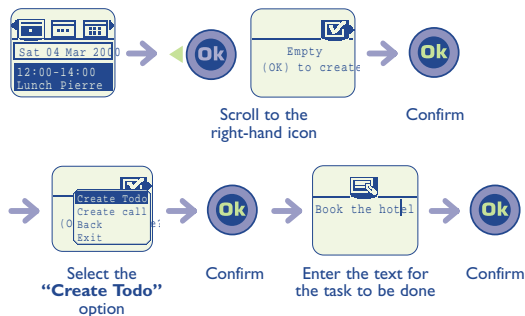 Sat 04 Mar 2000
12:00-14:00
Lunch Pierre
Ok
Empty
(OK) to create
Ok
Scroll to the
right-hand icon
Confirm
Create Todo
Create call
(O Back e?
Exit
Ok
Book the hotel
Ok
Select the
“Create Todo”
option
Confirm
Enter the text for
the task to be done
Confirm